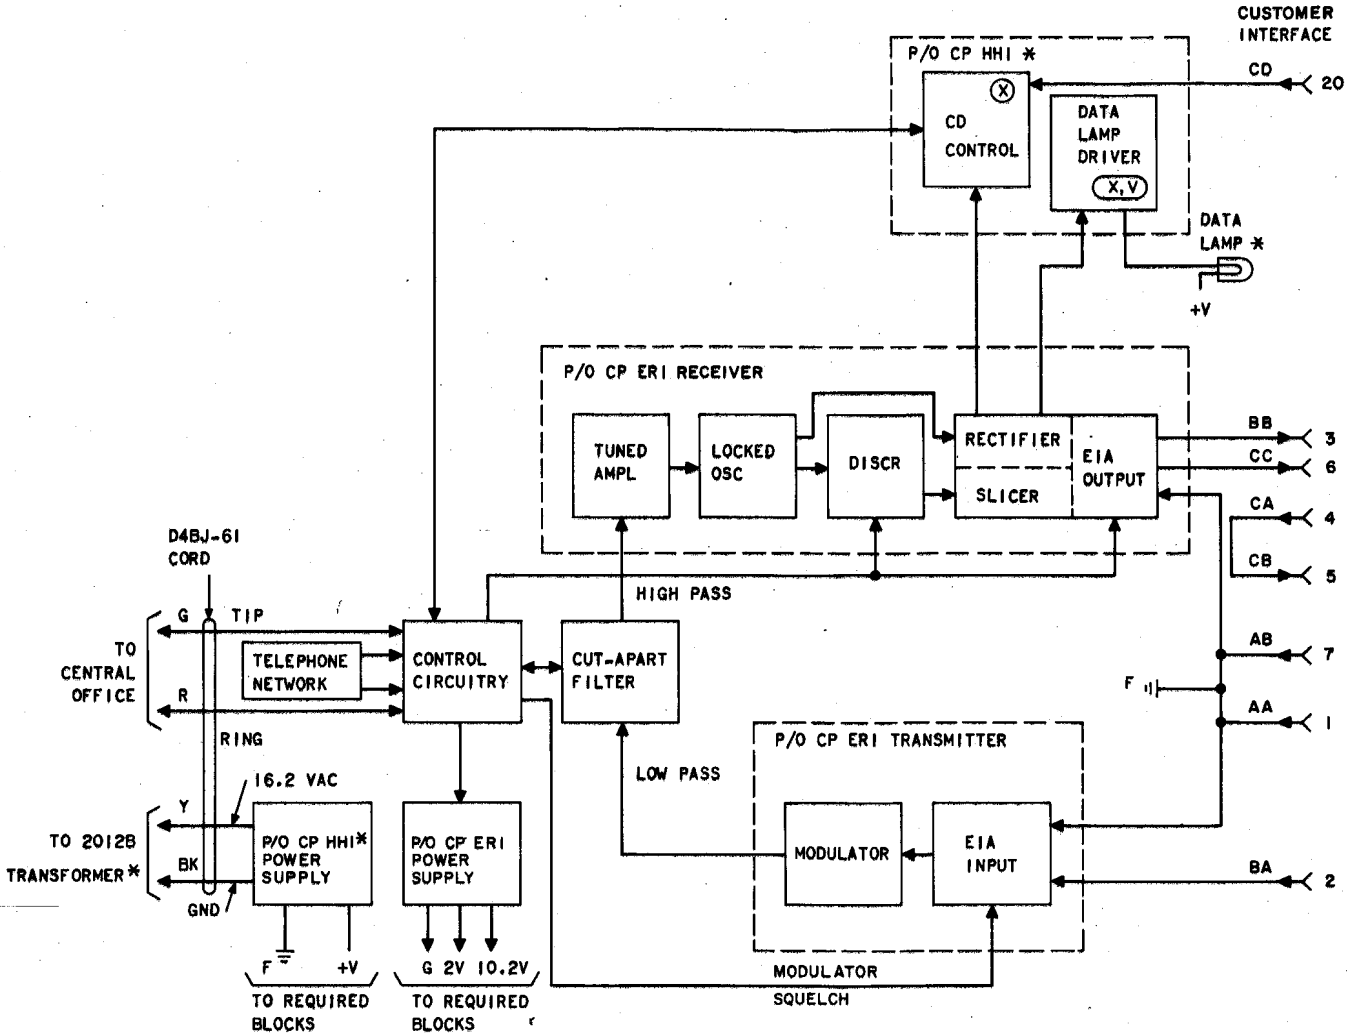 CUSTOMER
INTERFACE
P/O CP HHI *
CD
20
X
CD
CONTROL
DATA
LAMP
DRIVER
X,V
DATA
LAMP *
+V
P/O CP ERI RECEIVER
TUNED
AMPL
LOCKED
OSC
DISCR
RECTIFIER
SLICER
EIA
OUTPUT
BB
3
CC
6
CA
4
CB
5
HIGH PASS
D4BJ-61
CORD
G
TIP
TO
CENTRAL
OFFICE
R
RING
TELEPHONE
NETWORK
CONTROL
CIRCUITRY
CUT-APART
FILTER
AB
7
F
AA
1
P/O CP ERI TRANSMITTER
LOW PASS
MODULATOR
EIA
INPUT
BA
2
16.2 VAC
Y
TO 2012B
TRANSFORMER *
BK
GND
P/O CP HHI*
POWER
SUPPLY
P/O CP ERI
POWER
SUPPLY
F
+V
G 2V 10.2V
TO REQUIRED
BLOCKS
TO REQUIRED
BLOCKS
MODULATOR
SQUELCH